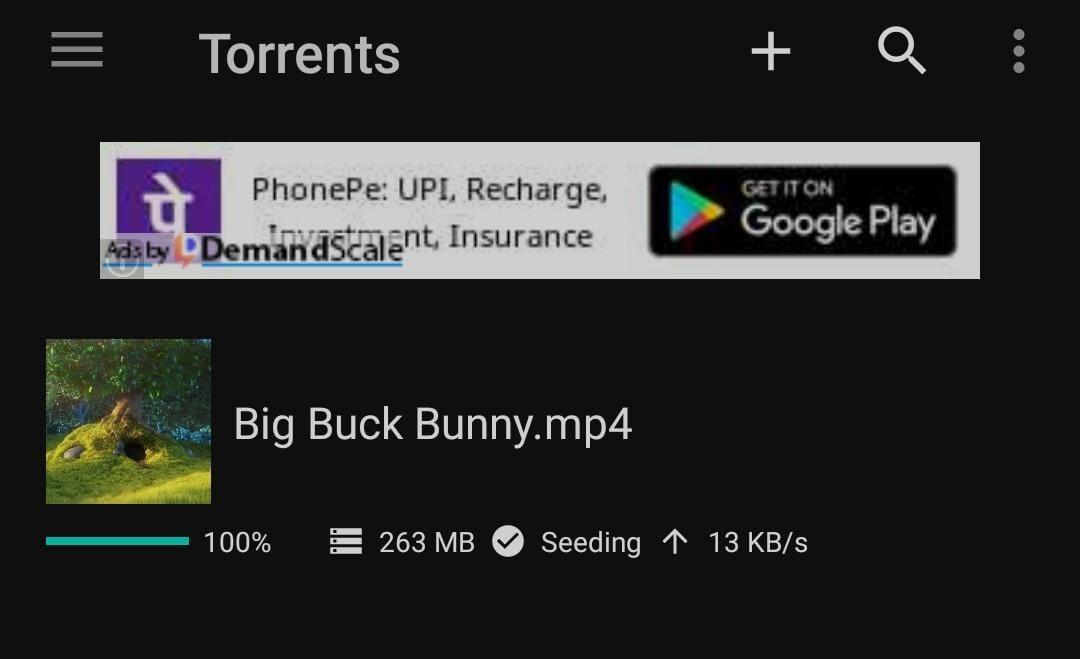 Torrents
पे
PhonePe: UPI, Recharge,
Investment, Insurance
GET IT ON
Google Play
Ads by DemandScale
Big Buck Bunny.mp4
100% 263 MB Seeding 13 KB/s